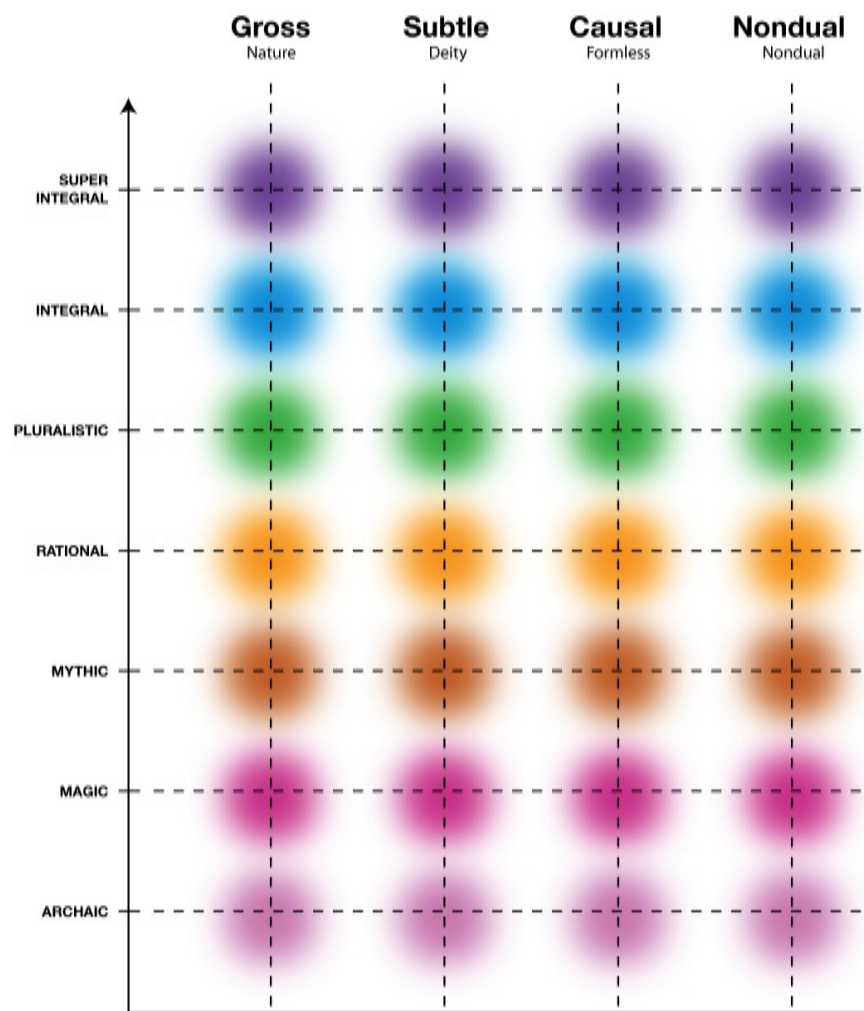 Gross Subtle Causal Nondual
Nature Deity Formless Nondual
SUPER
INTEGRAL
INTEGRAL
PLURALISTIC
RATIONAL
MYTHIC
MAGIC
ARCHAIC